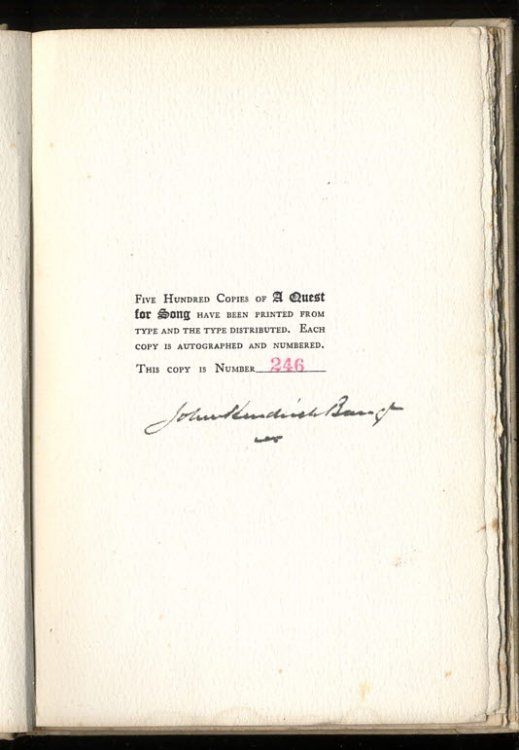 Five Hundred Copies of A Quest
for Song have been printed from
type and the type distributed. Each
copy is autographed and numbered.
This copy is Number 246
John Kendrick Bangs